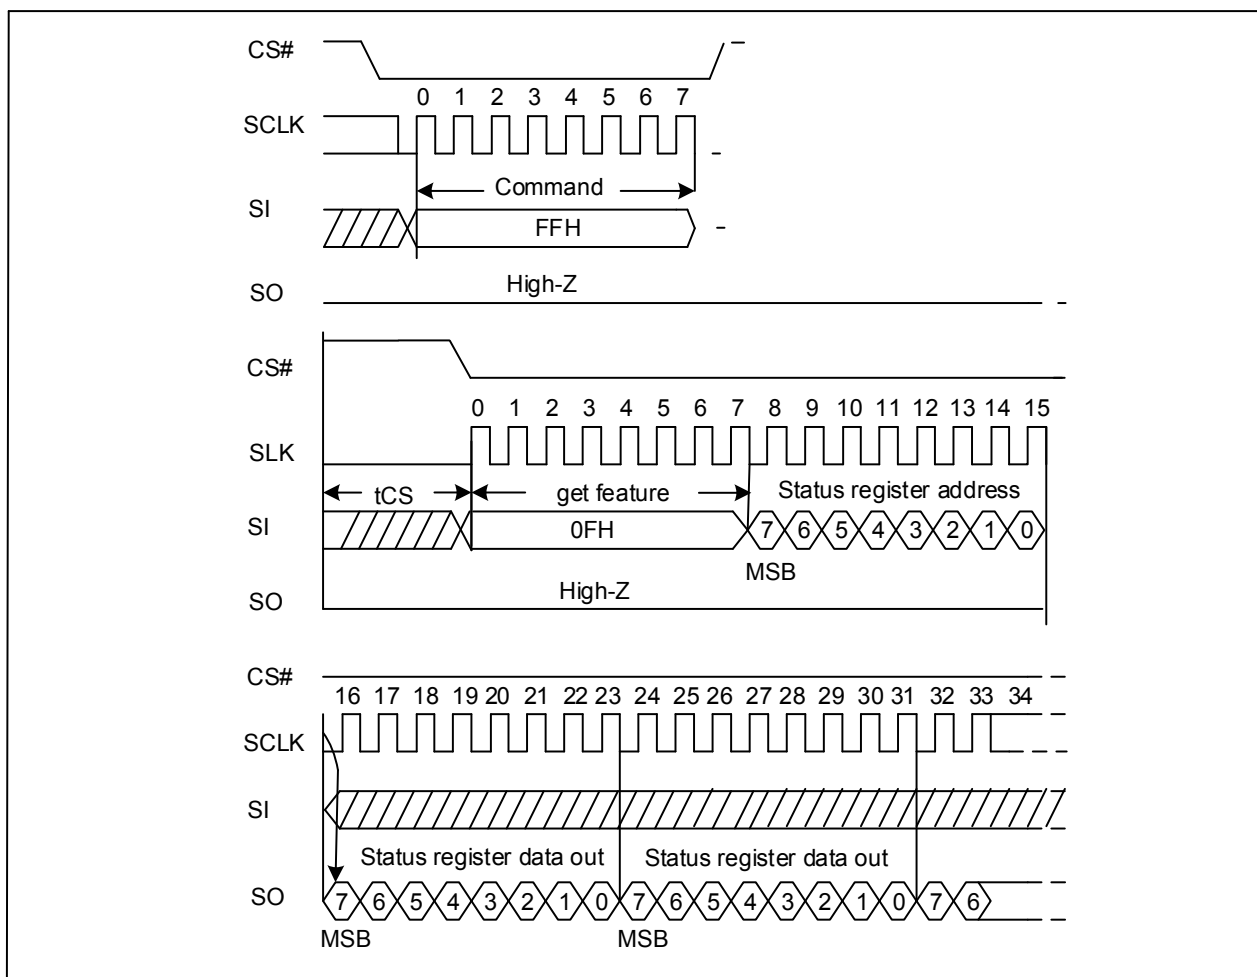 CS#
0 1 2 3 4 5 6 7
SCLK
Command
SI
FFH
High-Z
SO
CS#
0 1 2 3 4 5 6 7 8 9 10 11 12 13 14 15
SLK
tCS get feature Status register address
SI
0FH 7 6 5 4 3 2 1 0
MSB
High-Z
SO
CS#
16 17 18 19 20 21 22 23 24 25 26 27 28 29 30 31 32 33 34
SCLK
SI
Status register data out Status register data out
SO 7 6 5 4 3 2 1 0 7 6 5 4 3 2 1 0 7 6
MSB MSB